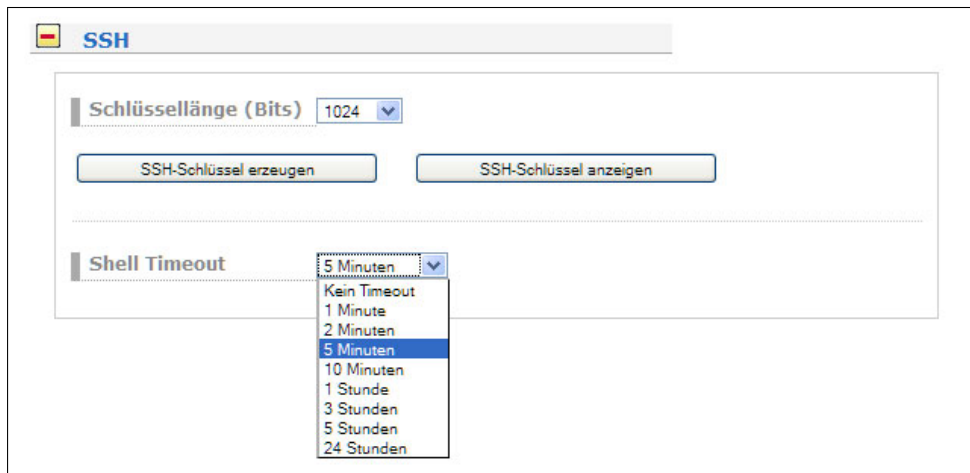 SSH
Schlüssellänge (Bits) 1024
SSH-Schlüssel erzeugen SSH-Schlüssel anzeigen
Shell Timeout 5 Minuten
Kein Timeout
1 Minute
2 Minuten
5 Minuten
10 Minuten
1 Stunde
3 Stunden
5 Stunden
24 Stunden